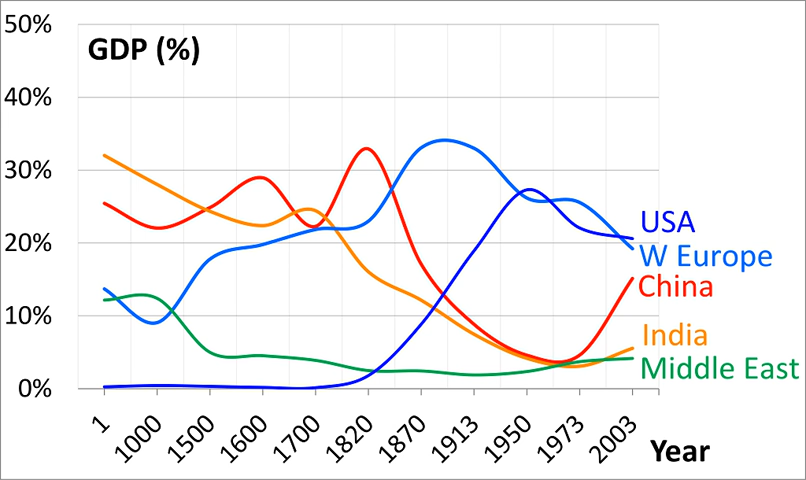 50%
GDP (%)
40%
30%
20%
10%
0%
USA
W Europe
China
India
Middle East
1 1000 1500 1600 1700 1820 1870 1913 1950 1973 2003
Year